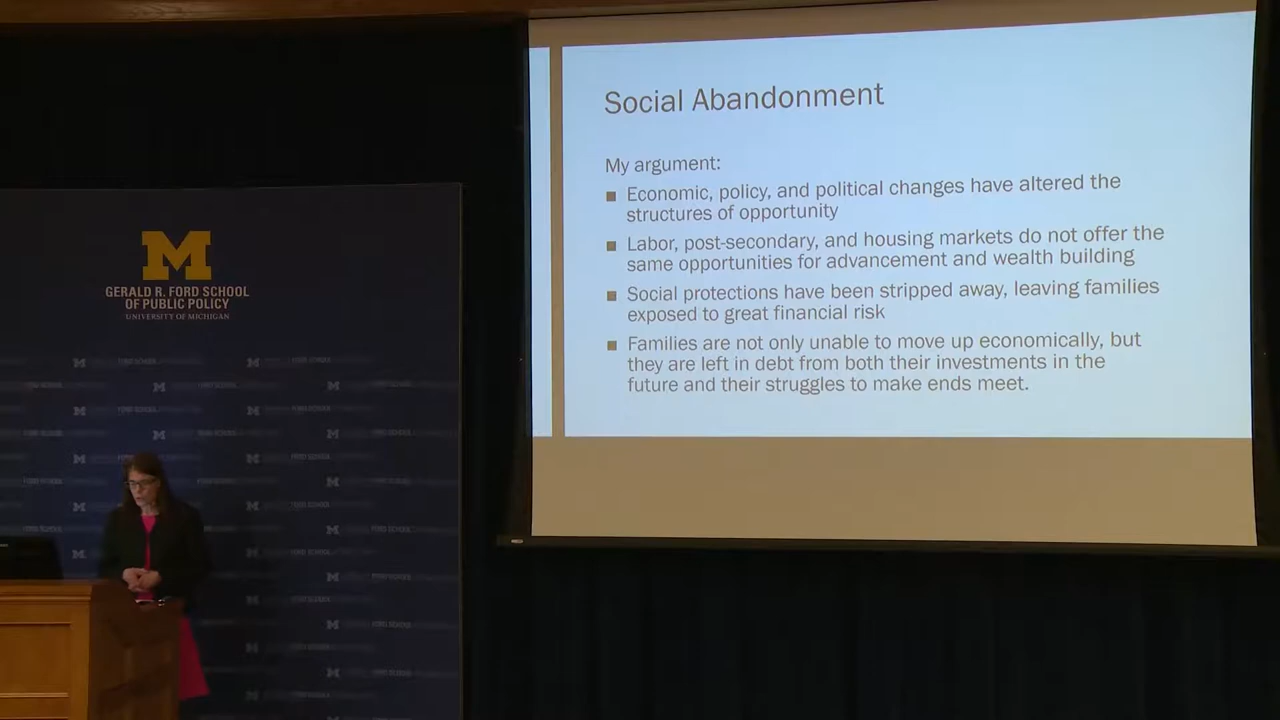 Social Abandonment
My argument:
■ Economic, policy, and political changes have altered the
structures of opportunity
■ Labor, post-secondary, and housing markets do not offer the
same opportunities for advancement and wealth building
■ Social protections have been stripped away, leaving families
exposed to great financial risk
■ Families are not only unable to move up economically, but
they are left in debt from both their investments in the
future and their struggles to make ends meet.
M
GERALD R. FORD SCHOOL
OF PUBLIC POLICY
UNIVERSITY OF MICHIGAN